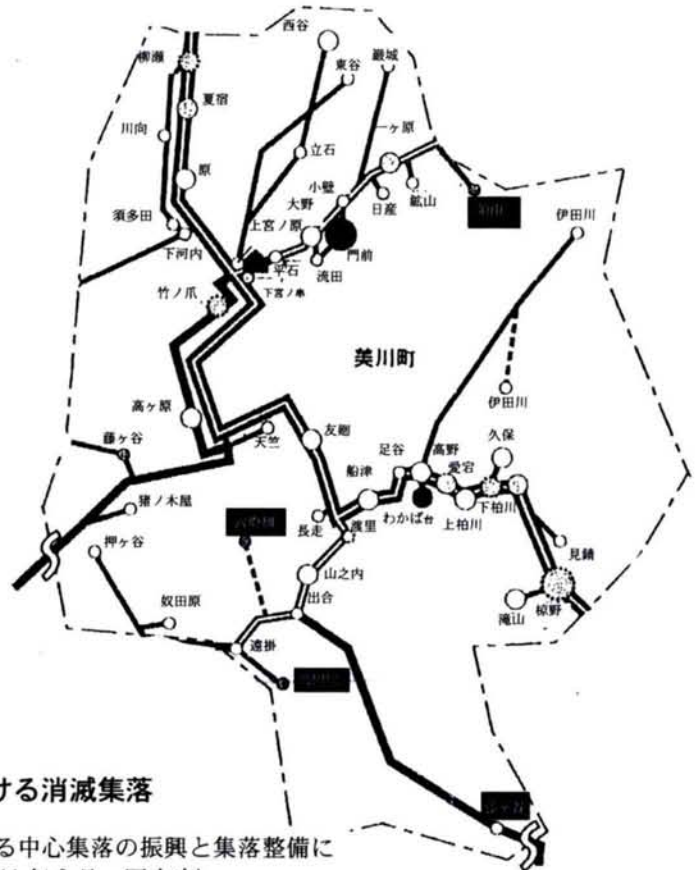 西谷
柳瀬
東谷
巌城
夏宿
一ヶ原
川向
立石
原
小壁
大野
日産
鉱山
須多田
上宮ノ原
伊田川
下河内
平石
門前
流田
竹ノ爪
下宮ノ串
美川町
伊田川
高ヶ原
友廻
久保
藤ヶ谷
天竺
足谷
高野
愛宕
船津
下柏川
猪ノ木屋
わかば台
上柏川
長走
渡里
押ヶ谷
見鏡
山之内
椋野
滝山
奴田原
出合
遠掛
ける消滅集落
る中心集落の振興と集落整備に